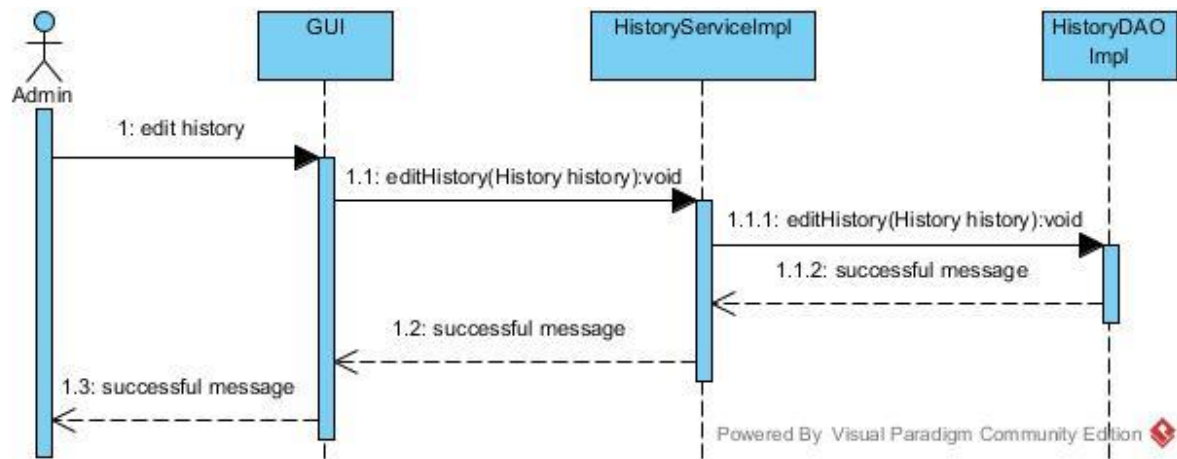 GUI
HistoryServiceImpl
HistoryDAO
Impl
Admin
1: edit history
1.1: editHistory(History history):void
1.1.1: editHistory(History history):void
1.1.2: successful message
1.2: successful message
1.3: successful message
Powered By Visual Paradigm Community Edition